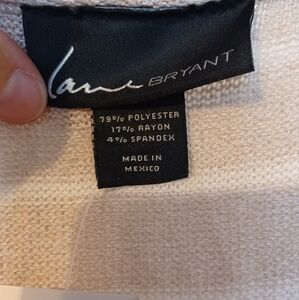 Lane BRYANT
79% POLYESTER
17% RAYON
4% SPANDEX
MADE IN
MEXICO